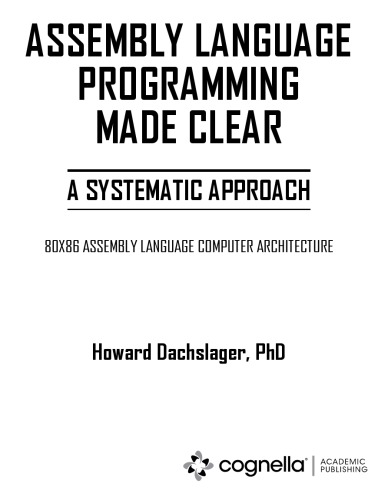 ASSEMBLY LANGUAGE
PROGRAMMING
MADE CLEAR
A SYSTEMATIC APPROACH
80X86 ASSEMBLY LANGUAGE COMPUTER ARCHITECTURE
Howard Dachslager, PhD
cognella® | ACADEMIC
PUBLISHING